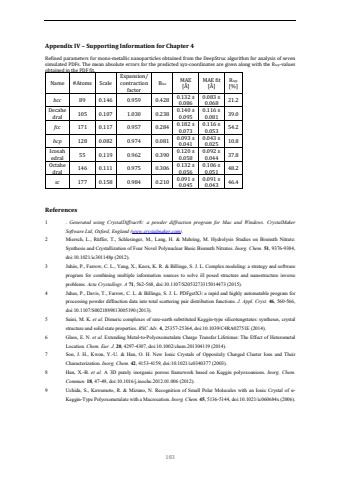 Appendix IV – Supporting Information for Chapter 4
Refined parameters for mono-metallic nanoparticles obtained from the DeepStruc algorithm for analysis of seven
simulated PDFs. The mean absolute errors for the predicted xyz-coordinates are given along with the Rwp-values
obtained in the PDF fit.
Name #Atoms Scale Expansion/ contraction factor Biso MAE [Å] MAE fit [Å] Rwp [%]
bcc 89 0.146 0.959 0.428 0.132 ± 0.086 0.083 ± 0.068 21.2
Decahe dral 105 0.107 1.030 0.238 0.140 ± 0.095 0.116 ± 0.081 39.0
fcc 171 0.117 0.957 0.284 0.182 ± 0.073 0.116 ± 0.053 54.2
hcp 128 0.082 0.974 0.081 0.093 ± 0.041 0.043 ± 0.025 10.8
Icosah edral 55 0.119 0.962 0.390 0.120 ± 0.058 0.092 ± 0.044 37.8
Octahe dral 146 0.111 0.975 0.306 0.132 ± 0.056 0.106 ± 0.051 48.2
sc 177 0.158 0.984 0.210 0.091 ± 0.045 0.091 ± 0.043 46.4
References
1 . Generated using CrystalDiffract®: a powder diffraction program for Mac and Windows. CrystalMaker
Software Ltd, Oxford, England (www.crystalmaker.com).
2 Miersch, L., Rüffer, T., Schlesinger, M., Lang, H. & Mehring, M. Hydrolysis Studies on Bismuth Nitrate:
Synthesis and Crystallization of Four Novel Polynuclear Basic Bismuth Nitrates. Inorg. Chem. 51, 9376-9384,
doi:10.1021/ic301148p (2012).
3 Juhás, P., Farrow, C. L., Yang, X., Knox, K. R. & Billinge, S. J. L. Complex modeling: a strategy and software
program for combining multiple information sources to solve ill posed structure and nanostructure inverse
problems. Acta Crystallogr. A 71, 562-568, doi:10.1107/S2053273315014473 (2015).
4 Juhas, P., Davis, T., Farrow, C. L. & Billinge, S. J. L. PDFgetX3: a rapid and highly automatable program for
processing powder diffraction data into total scattering pair distribution functions. J. Appl. Cryst. 46, 560-566,
doi:10.1107/S0021889813005190 (2013).
5 Saini, M. K. et al. Dimeric complexes of rare-earth substituted Keggin-type silicotungstates: syntheses, crystal
structure and solid state properties. RSC Adv. 4, 25357-25364, doi:10.1039/C4RA02751E (2014).
6 Glass, E. N. et al. Extending Metal-to-Polyoxometalate Charge Transfer Lifetimes: The Effect of Heterometal
Location. Chem. Eur. J. 20, 4297-4307, doi:10.1002/chem.201304119 (2014).
7 Son, J. H., Kwon, Y.-U. & Han, O. H. New Ionic Crystals of Oppositely Charged Cluster Ions and Their
Characterization. Inorg. Chem. 42, 4153-4159, doi:10.1021/ic0340377 (2003).
8 Han, X.-B. et al. A 3D purely inorganic porous framework based on Keggin polyoxoanions. Inorg. Chem.
Commun. 18, 47-49, doi:10.1016/j.inoche.2012.01.006 (2012).
9 Uchida, S., Kawamoto, R. & Mizuno, N. Recognition of Small Polar Molecules with an Ionic Crystal of α-
Keggin-Type Polyoxometalate with a Macrocation. Inorg. Chem. 45, 5136-5144, doi:10.1021/ic060684x (2006).
183